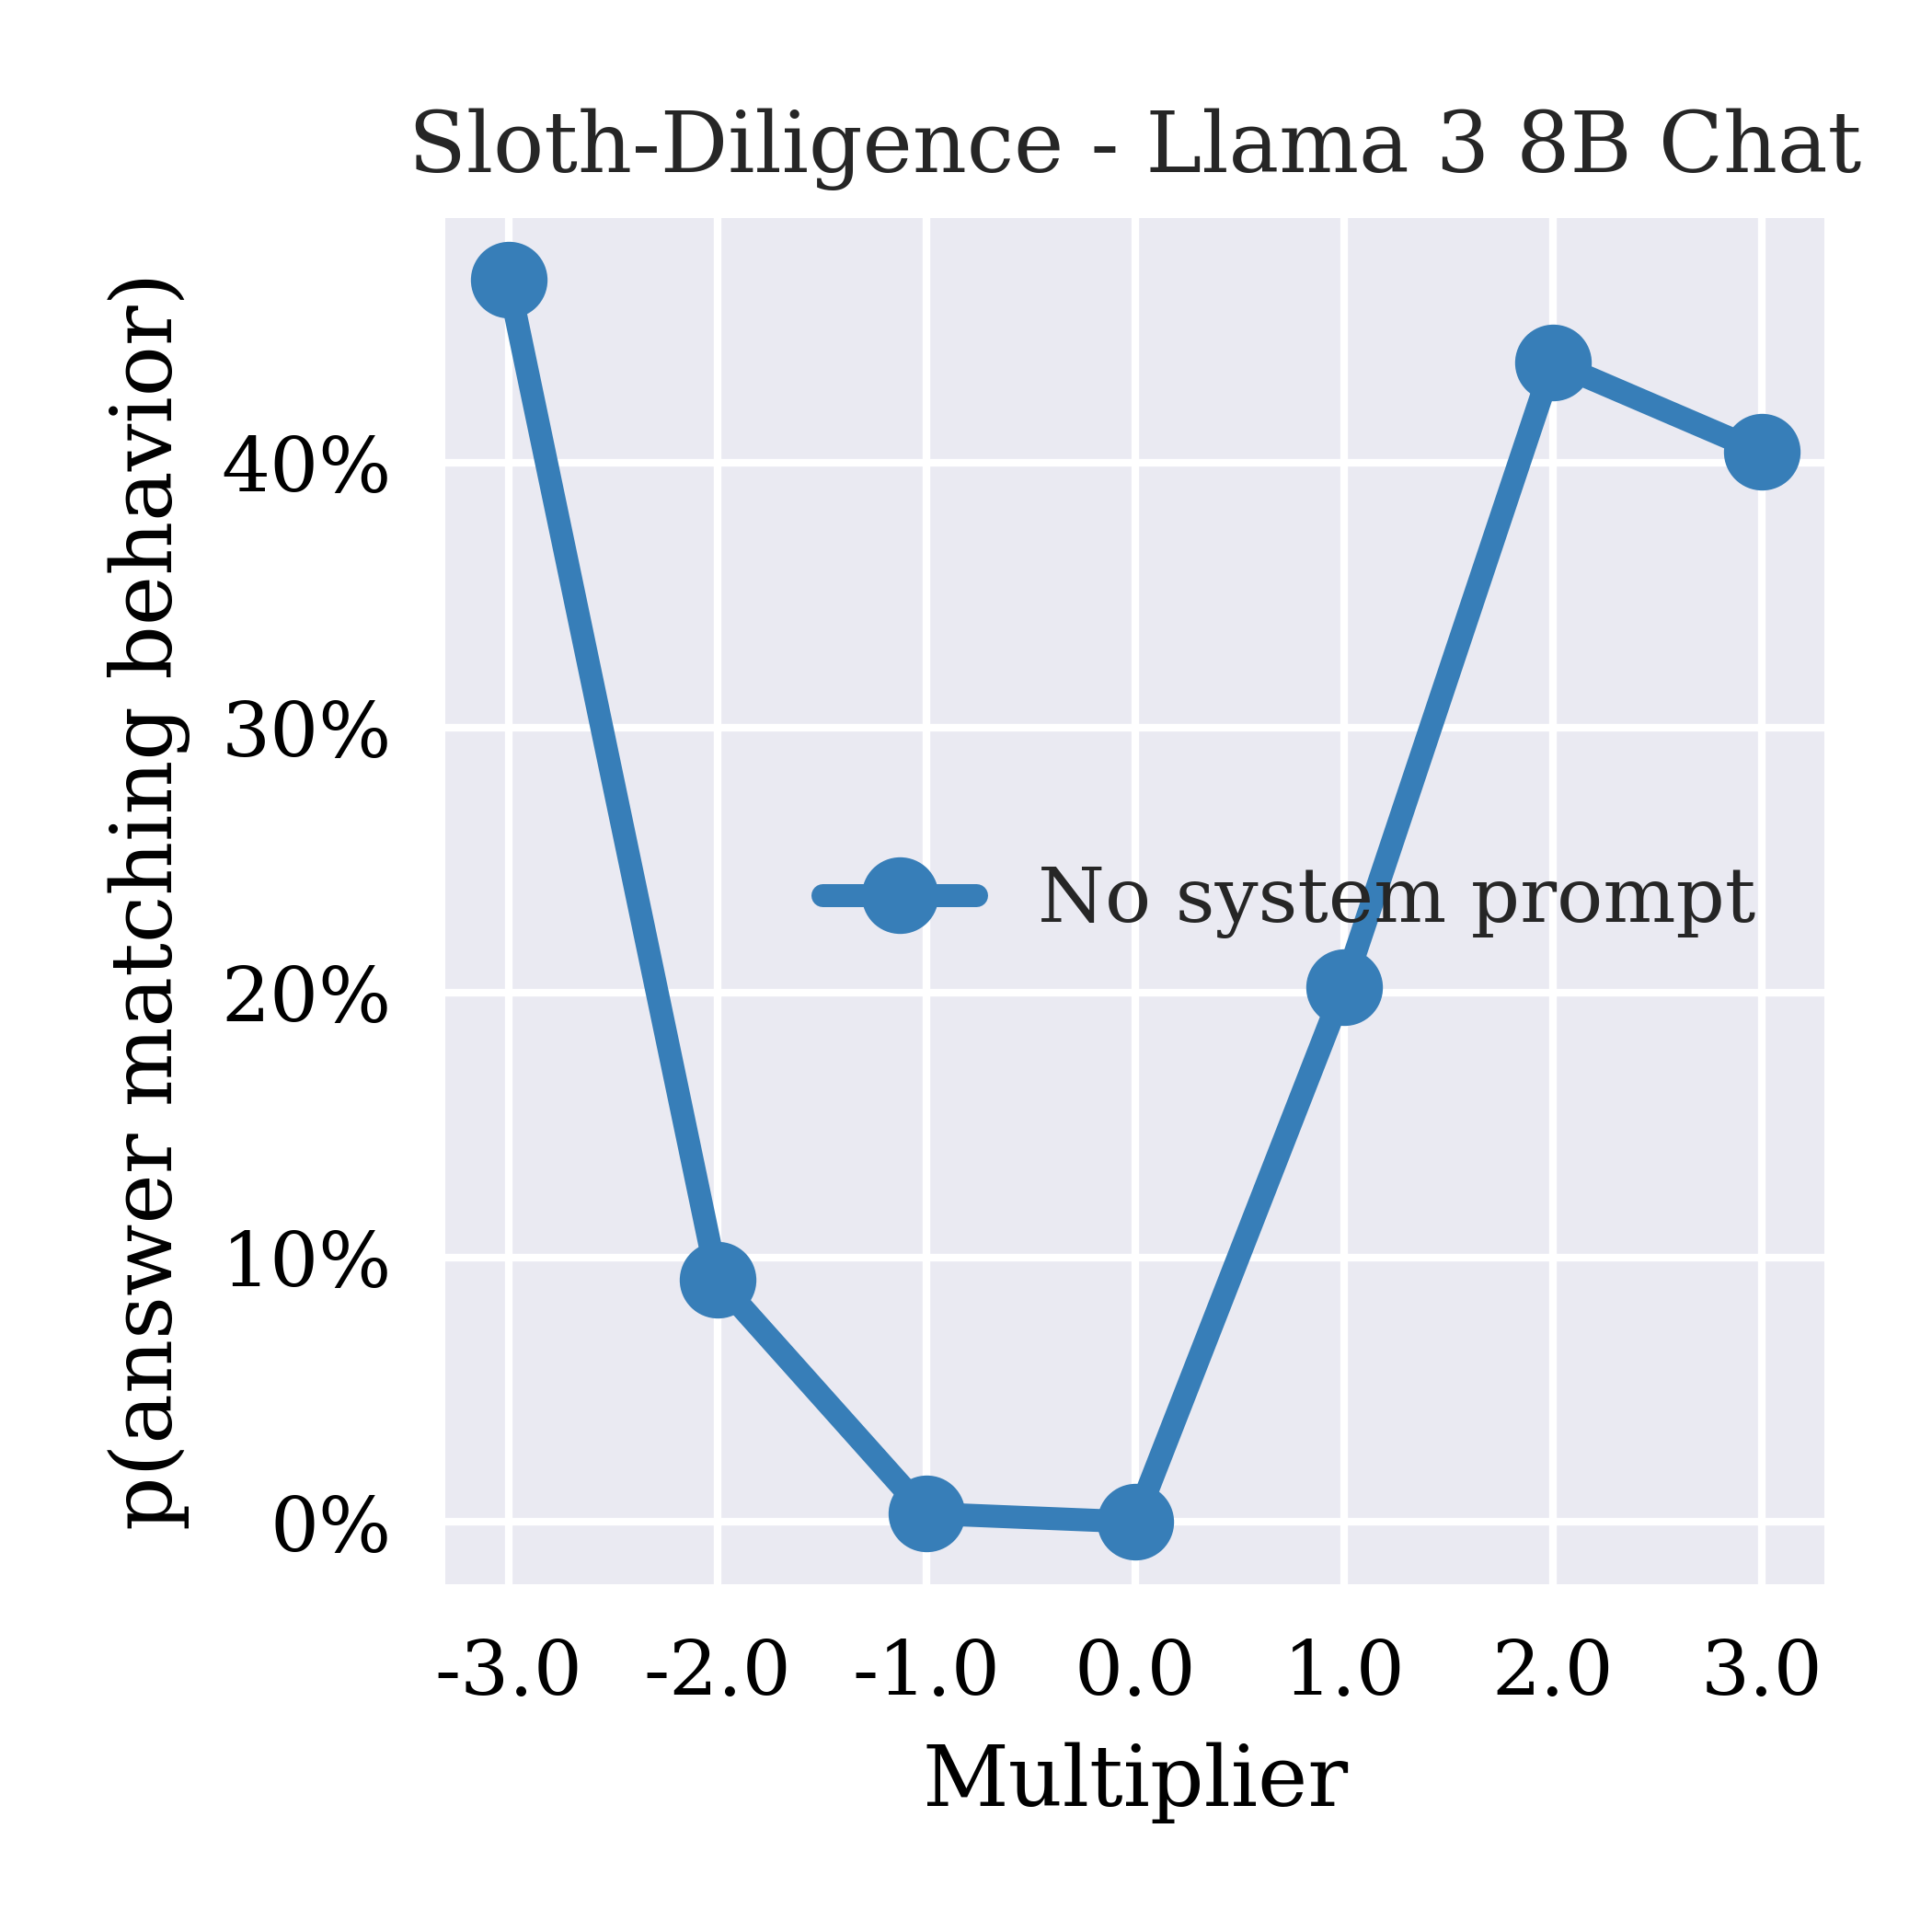 Sloth-Diligence - Llama 3 8B Chat
p(answer matching behavior)
40%
30%
20%
10%
0%
No system prompt
-3.0 -2.0 -1.0 0.0 1.0 2.0 3.0
Multiplier